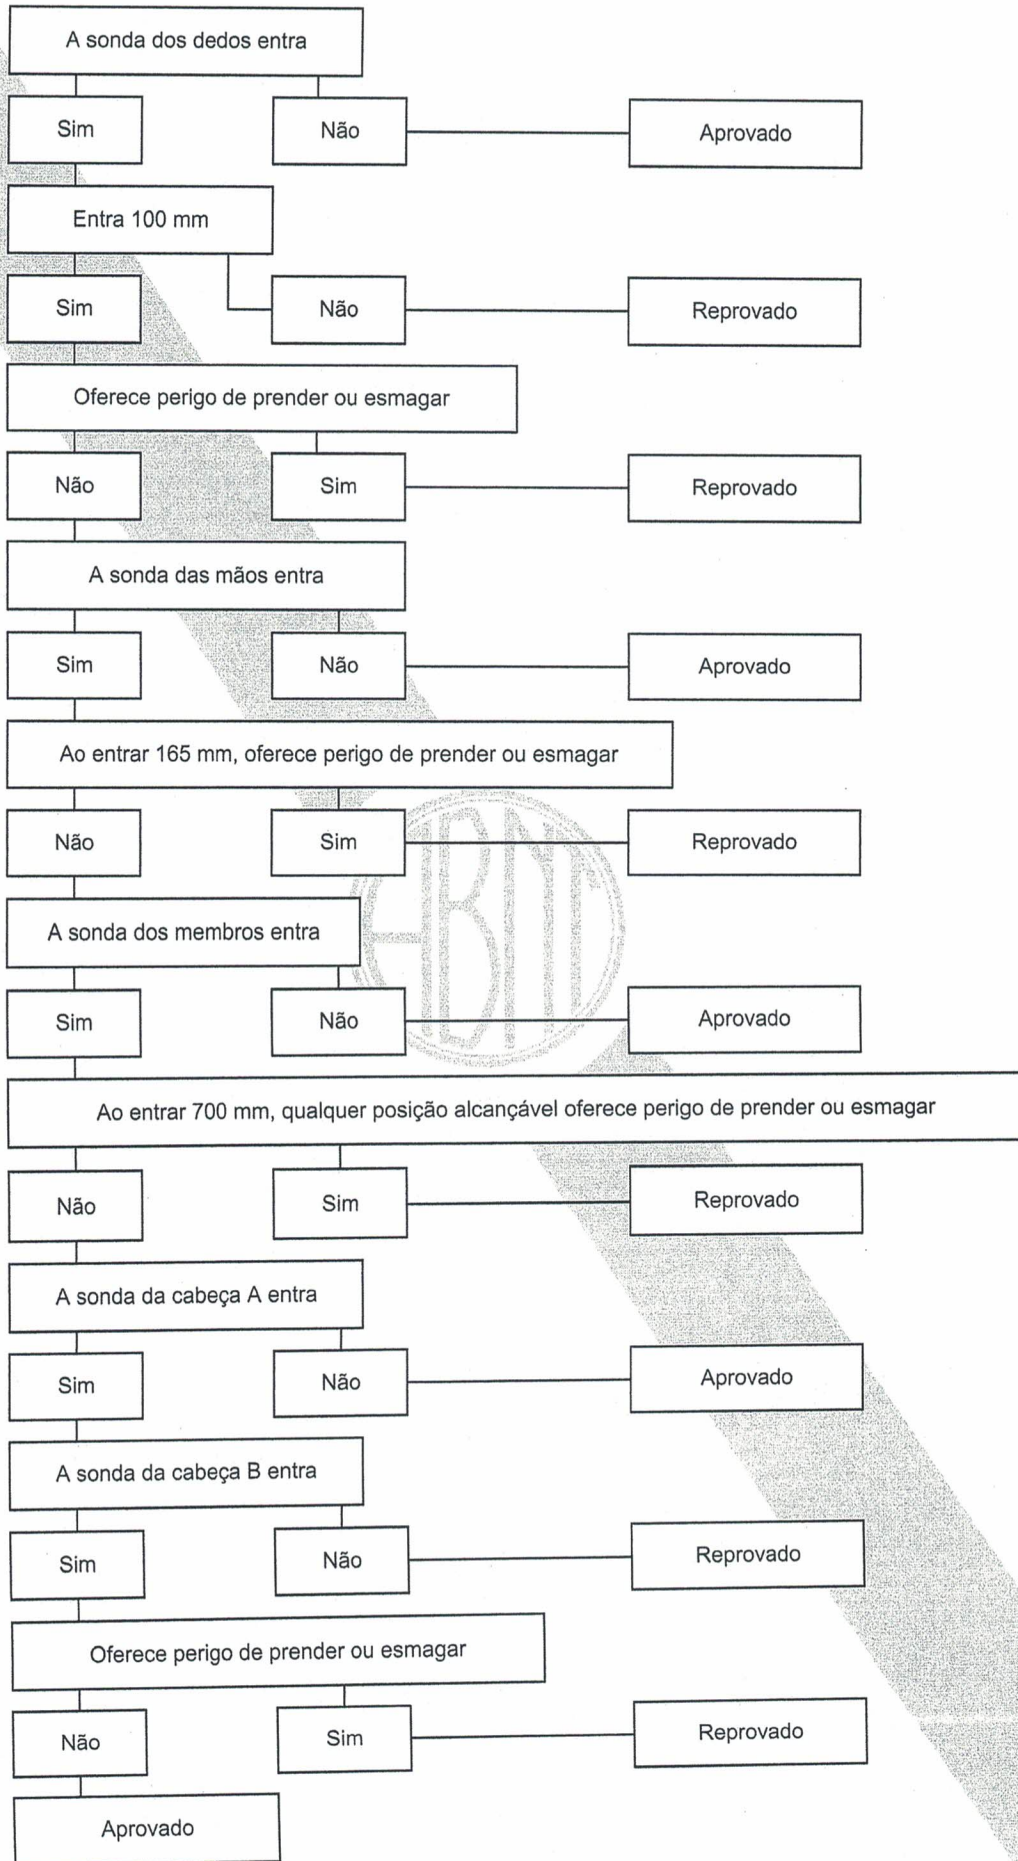 A sonda dos dedos entra
Sim
Não
Aprovado
Entra 100 mm
Sim
Não
Reprovado
Oferece perigo de prender ou esmagar
Não
Sim
Reprovado
A sonda das mãos entra
Sim
Não
Aprovado
Ao entrar 165 mm, oferece perigo de prender ou esmagar
Não
Sim
Reprovado
ABNT
A sonda dos membros entra
Sim
Não
Aprovado
Ao entrar 700 mm, qualquer posição alcançável oferece perigo de prender ou esmagar
Não
Sim
Reprovado
A sonda da cabeça A entra
Sim
Não
Aprovado
A sonda da cabeça B entra
Sim
Não
Reprovado
Oferece perigo de prender ou esmagar
Não
Sim
Reprovado
Aprovado